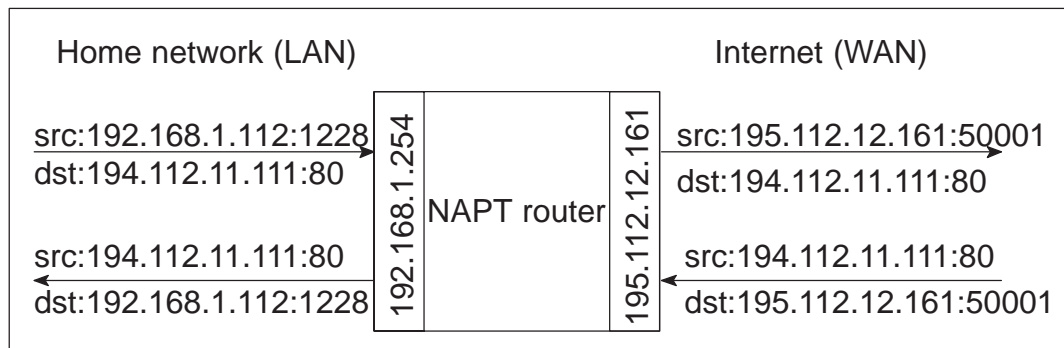 Home network (LAN)
Internet (WAN)
src:192.168.1.112:1228
dst:194.112.11.111:80
src:194.112.11.111:80
dst:192.168.1.112:1228
192.168.1.254
NAPT router
195.112.12.161
src:195.112.12.161:50001
dst:194.112.11.111:80
src:194.112.11.111:80
dst:195.112.12.161:50001